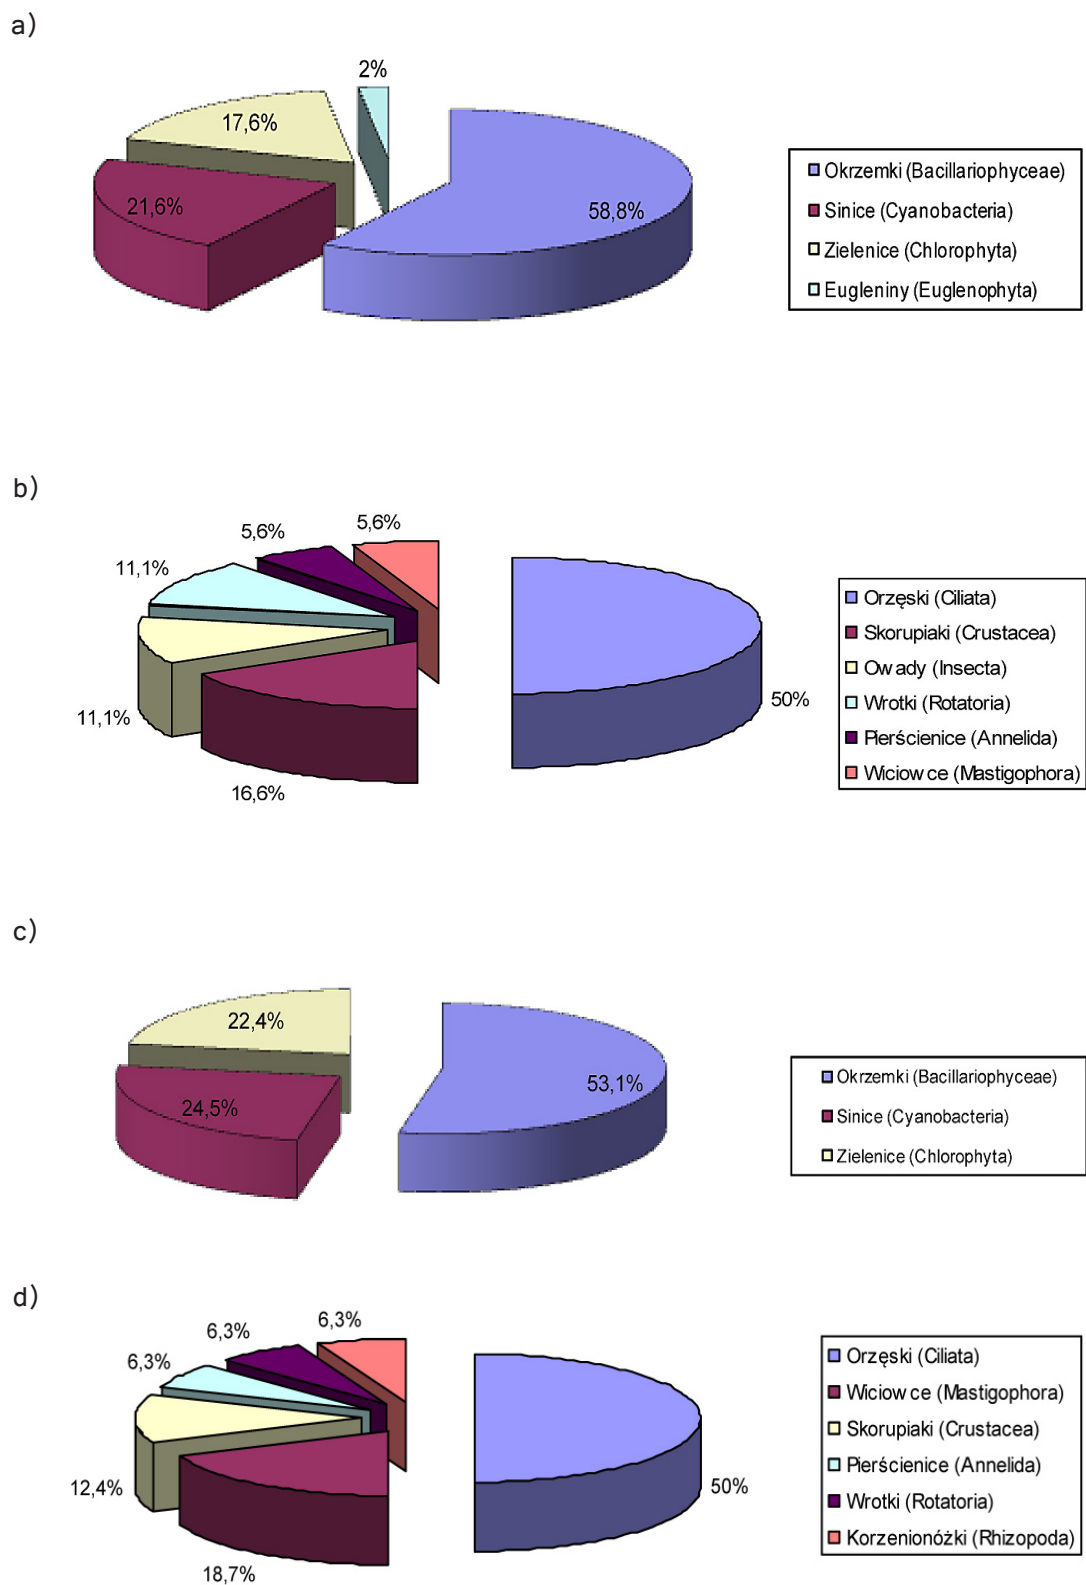 a)
2%
17,6%
21,6%
58,8%
Okrzemki (Bacillariophyceae)
Sinice (Cyanobacteria)
Zielenice (Chlorophyta)
Eugleniny (Euglenophyta)
b)
5,6%
5,6%
11,1%
11,1%
16,6%
50%
Orzęski (Ciliata)
Skorupiaki (Crustacea)
Owady (Insecta)
Wrotki (Rotatoria)
Pierścienice (Annelida)
Wiciowce (Mastigophora)
c)
22,4%
24,5%
53,1%
Okrzemki (Bacillariophyceae)
Sinice (Cyanobacteria)
Zielenice (Chlorophyta)
d)
6,3%
6,3%
6,3%
12,4%
18,7%
50%
Orzęski (Ciliata)
Wiciowce (Mastigophora)
Skorupiaki (Crustacea)
Pierścienice (Annelida)
Wrotki (Rotatoria)
Korzenionóżki (Rhizopoda)